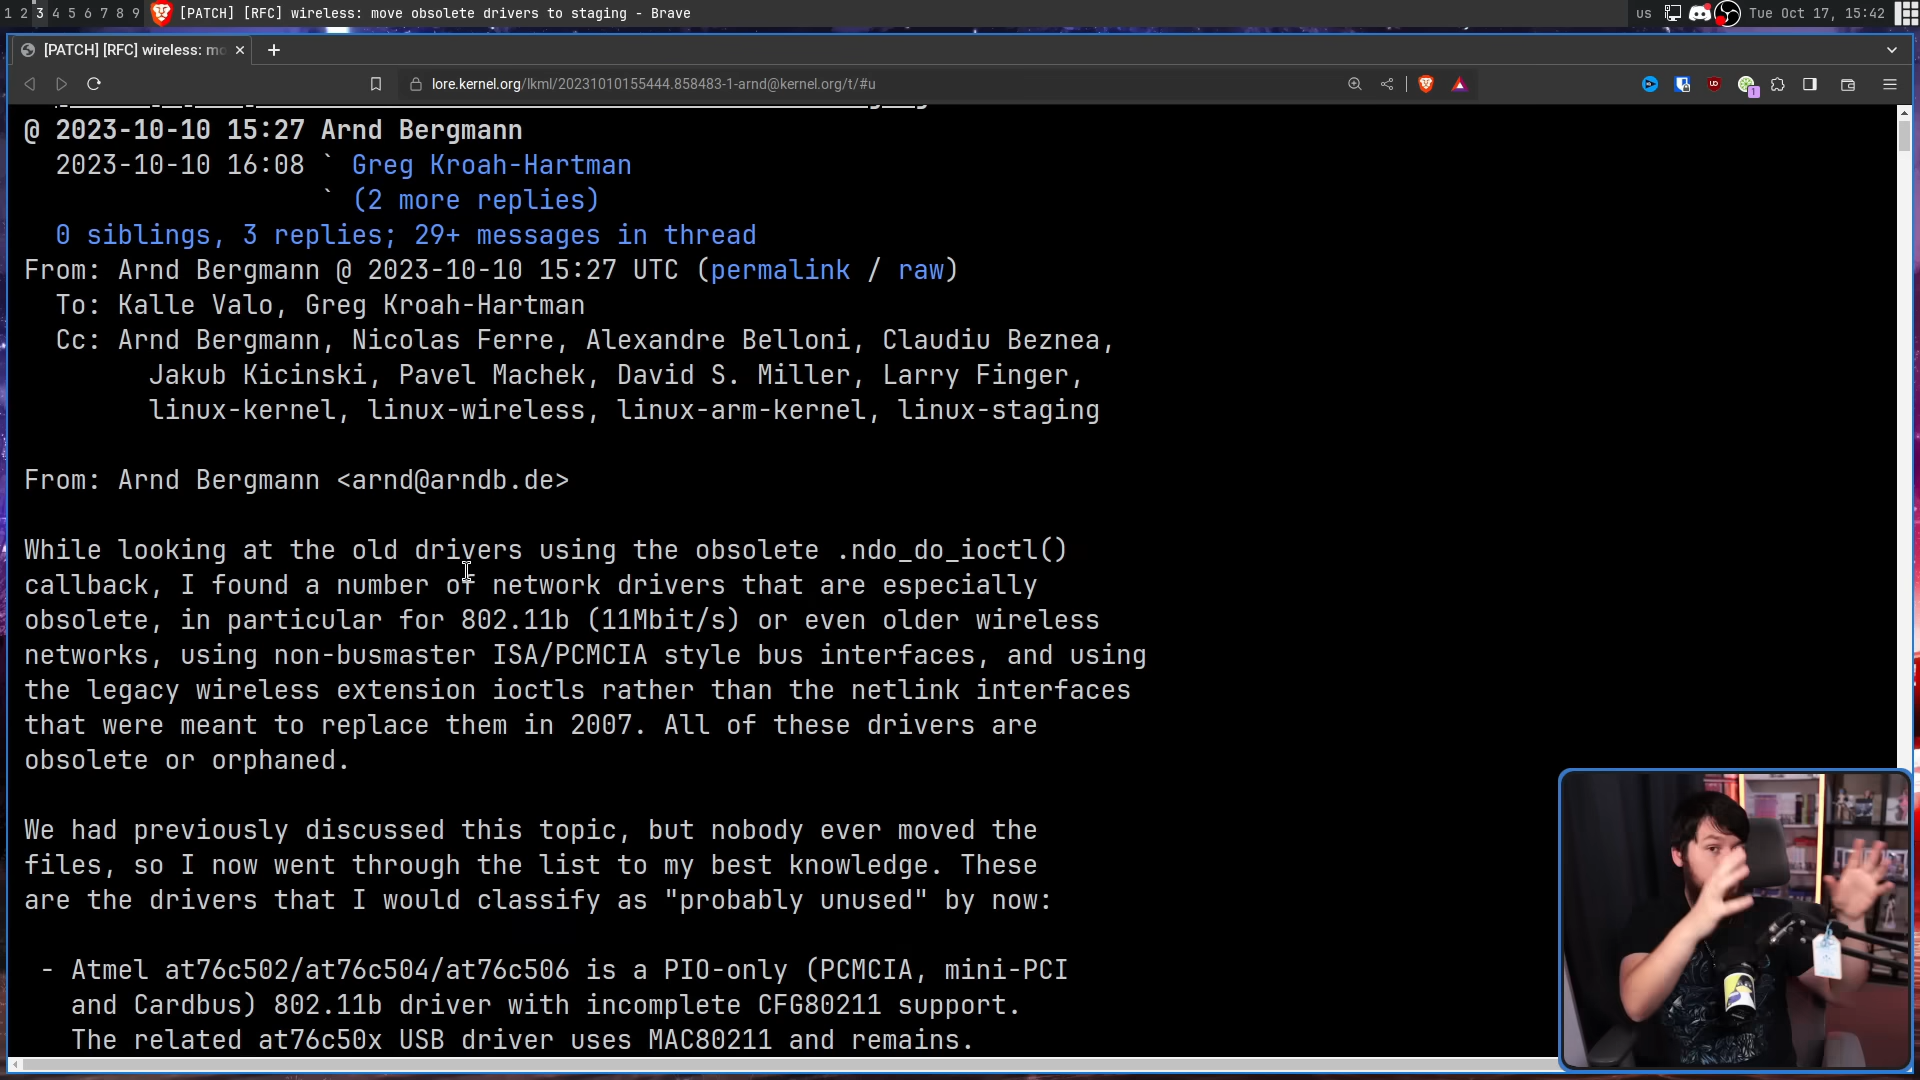 1 2 3 4 5 6 7 8 9 [PATCH] [RFC] wireless: move obsolete drivers to staging - Brave us Tue Oct 17, 15:42
[PATCH] [RFC] wireless: mo
lore.kernel.org/lkml/20231010155444.858483-1-arnd@kernel.org/t/#u
@ 2023-10-10 15:27 Arnd Bergmann
2023-10-10 16:08 ` Greg Kroah-Hartman
` (2 more replies)
0 siblings, 3 replies; 29+ messages in thread
From: Arnd Bergmann @ 2023-10-10 15:27 UTC (permalink / raw)
To: Kalle Valo, Greg Kroah-Hartman
Cc: Arnd Bergmann, Nicolas Ferre, Alexandre Belloni, Claudiu Beznea,
Jakub Kicinski, Pavel Machek, David S. Miller, Larry Finger,
linux-kernel, linux-wireless, linux-arm-kernel, linux-staging
From: Arnd Bergmann <arnd@arndb.de>
While looking at the old drivers using the obsolete .ndo_do_ioctl()
callback, I found a number of network drivers that are especially
obsolete, in particular for 802.11b (11Mbit/s) or even older wireless
networks, using non-busmaster ISA/PCMCIA style bus interfaces, and using
the legacy wireless extension ioctls rather than the netlink interfaces
that were meant to replace them in 2007. All of these drivers are
obsolete or orphaned.
We had previously discussed this topic, but nobody ever moved the
files, so I now went through the list to my best knowledge. These
are the drivers that I would classify as "probably unused" by now:
- Atmel at76c502/at76c504/at76c506 is a PIO-only (PCMCIA, mini-PCI
and Cardbus) 802.11b driver with incomplete CFG80211 support.
The related at76c50x USB driver uses MAC80211 and remains.